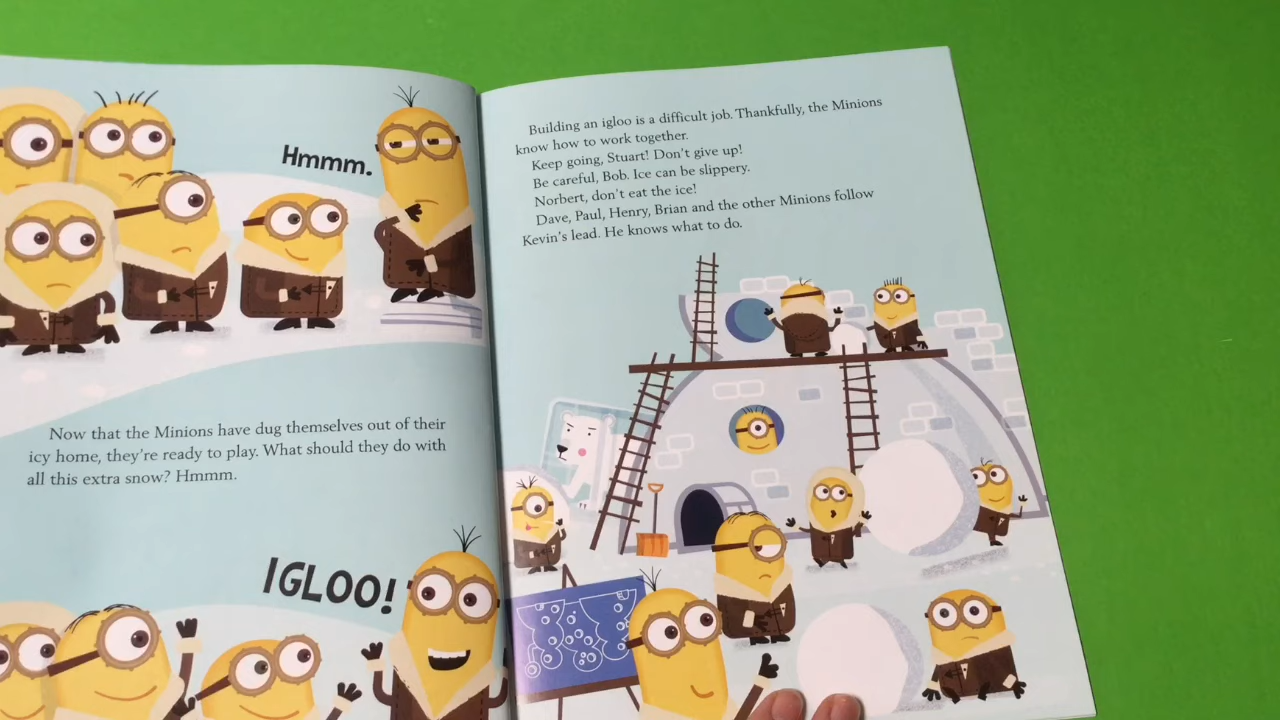 Hmmm.
Now that the Minions have dug themselves out of their
icy home, they're ready to play. What should they do with
all this extra snow? Hmmm.
IGLOO!
Building an igloo is a difficult job. Thankfully, the Minions
know how to work together.
Keep going, Stuart! Don't give up!
Be careful, Bob. Ice can be slippery.
Norbert, don't eat the ice!
Dave, Paul, Henry, Brian and the other Minions follow
Kevin's lead. He knows what to do.